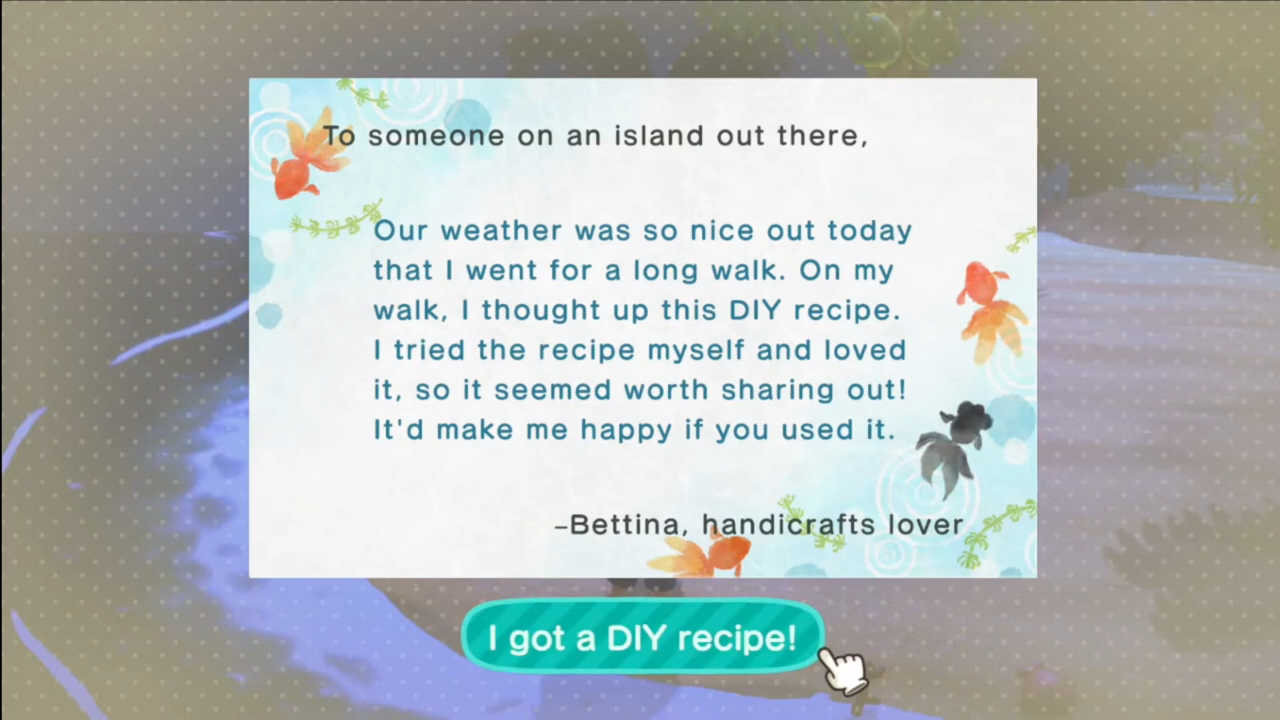 To someone on an island out there,
Our weather was so nice out today
that I went for a long walk. On my
walk, I thought up this DIY recipe.
I tried the recipe myself and loved
it, so it seemed worth sharing out!
It'd make me happy if you used it.
–Bettina, handicrafts lover
I got a DIY recipe!